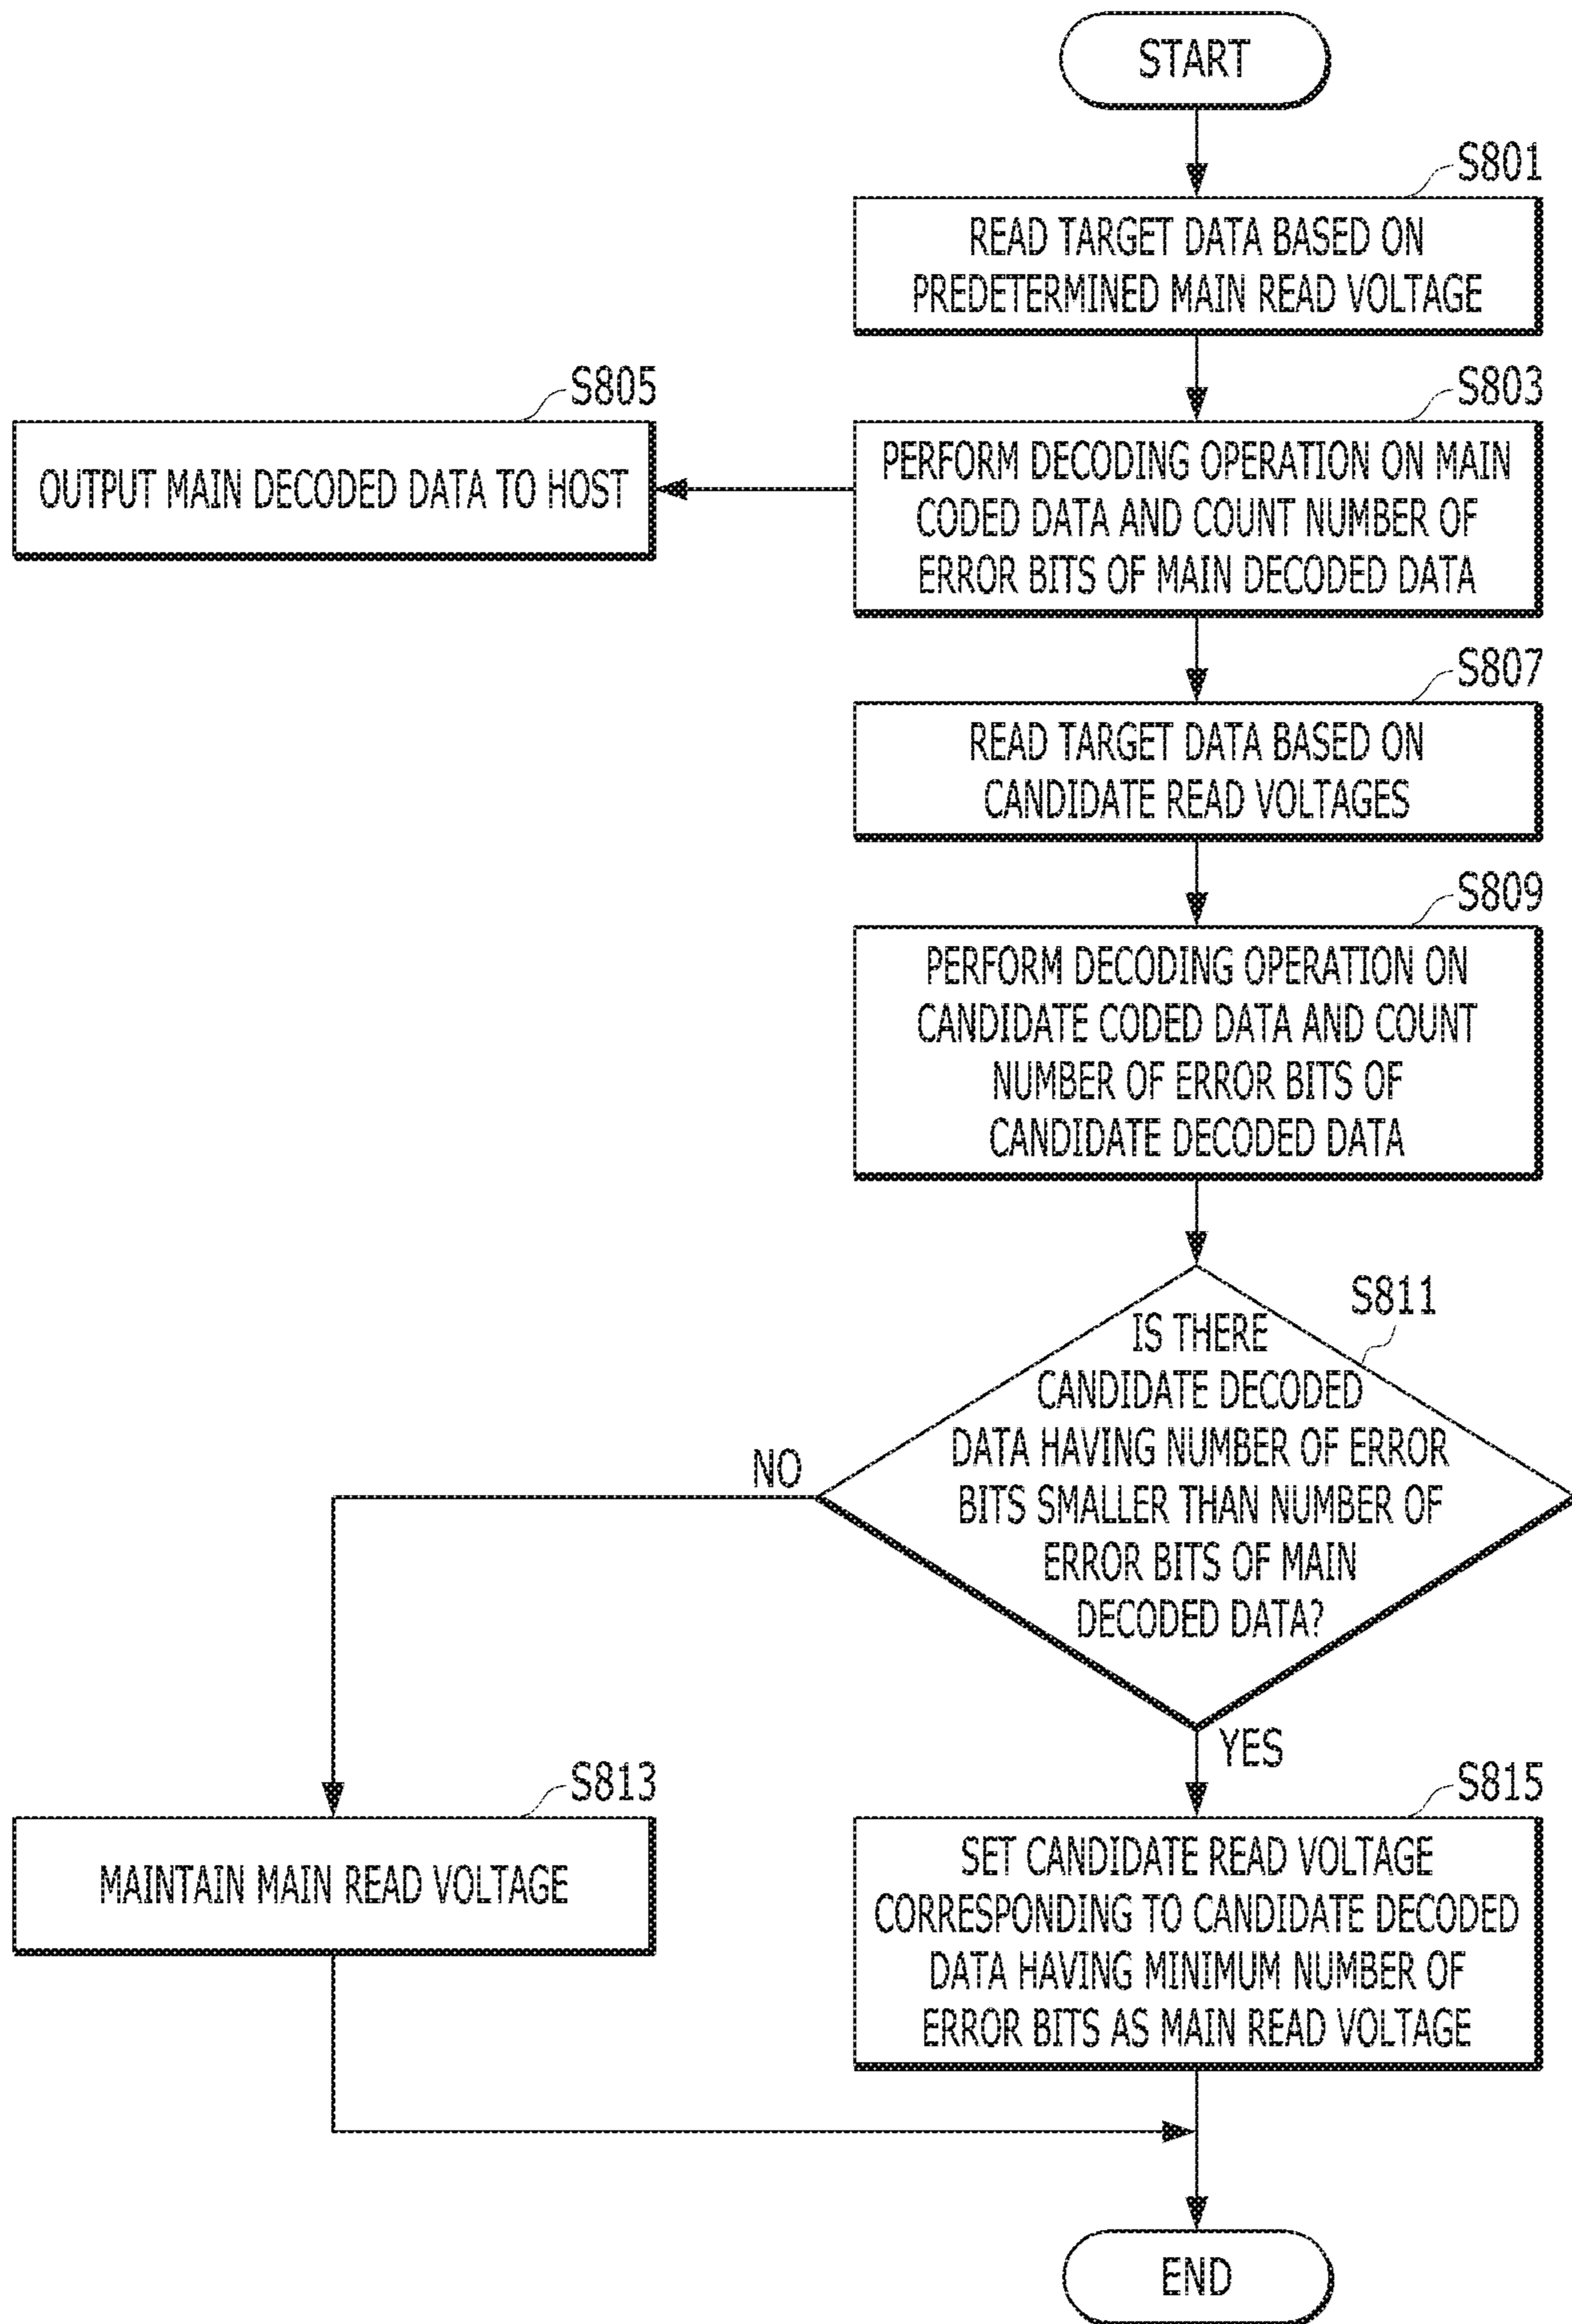 START
S801
READ TARGET DATA BASED ON
PREDETERMINED MAIN READ VOLTAGE
S805
OUTPUT MAIN DECODED DATA TO HOST
S803
PERFORM DECODING OPERATION ON MAIN
CODED DATA AND COUNT NUMBER OF
ERROR BITS OF MAIN DECODED DATA
S807
READ TARGET DATA BASED ON
CANDIDATE READ VOLTAGES
S809
PERFORM DECODING OPERATION ON
CANDIDATE CODED DATA AND COUNT
NUMBER OF ERROR BITS OF
CANDIDATE DECODED DATA
S811
IS THERE
CANDIDATE DECODED
DATA HAVING NUMBER OF ERROR
BITS SMALLER THAN NUMBER OF
ERROR BITS OF MAIN
DECODED DATA?
NO
YES
S813
MAINTAIN MAIN READ VOLTAGE
S815
SET CANDIDATE READ VOLTAGE
CORRESPONDING TO CANDIDATE DECODED
DATA HAVING MINIMUM NUMBER OF
ERROR BITS AS MAIN READ VOLTAGE
END